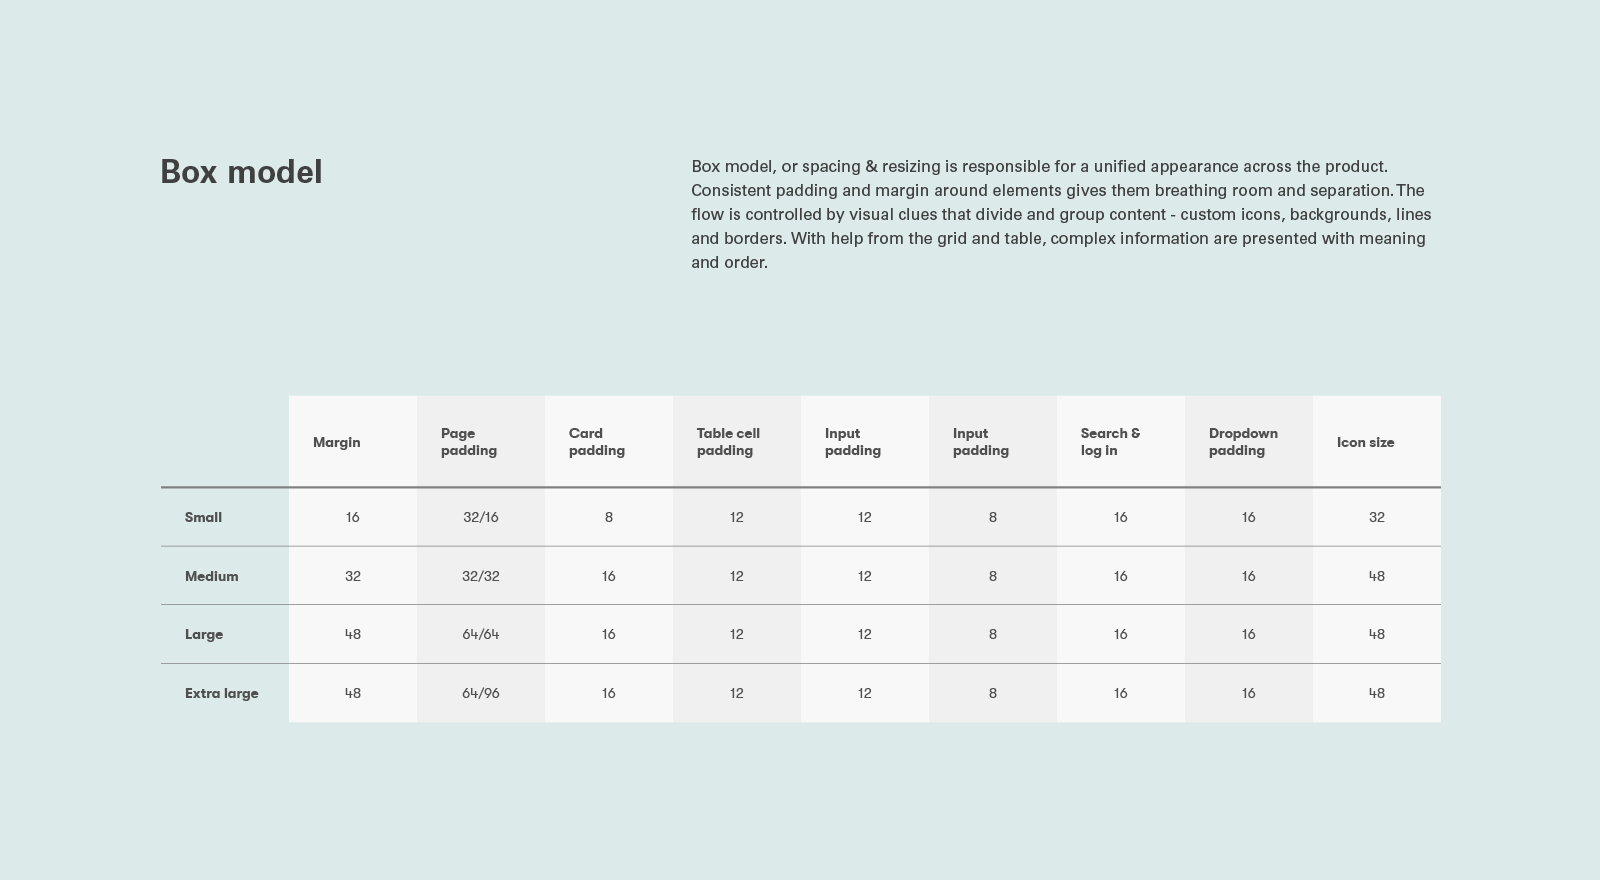 Box model
Box model, or spacing & resizing is responsible for a unified appearance across the product.
Consistent padding and margin around elements gives them breathing room and separation. The
flow is controlled by visual clues that divide and group content - custom icons, backgrounds, lines
and borders. With help from the grid and table, complex information are presented with meaning
and order.
Margin Page padding Card padding Table cell padding Input padding Input padding Search & log in Dropdown padding Icon size
Small 16 32/16 8 12 12 8 16 16 32
Medium 32 32/32 16 12 12 8 16 16 48
Large 48 64/64 16 12 12 8 16 16 48
Extra large 48 64/96 16 12 12 8 16 16 48